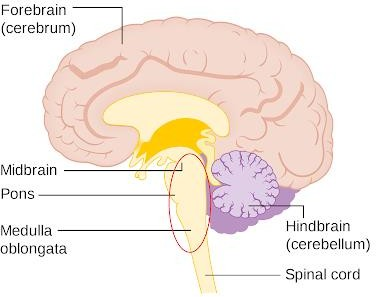 Forebrain
(cerebrum)
Midbrain
Pons
Medulla
oblongata
Hindbrain
(cerebellum)
Spinal cord